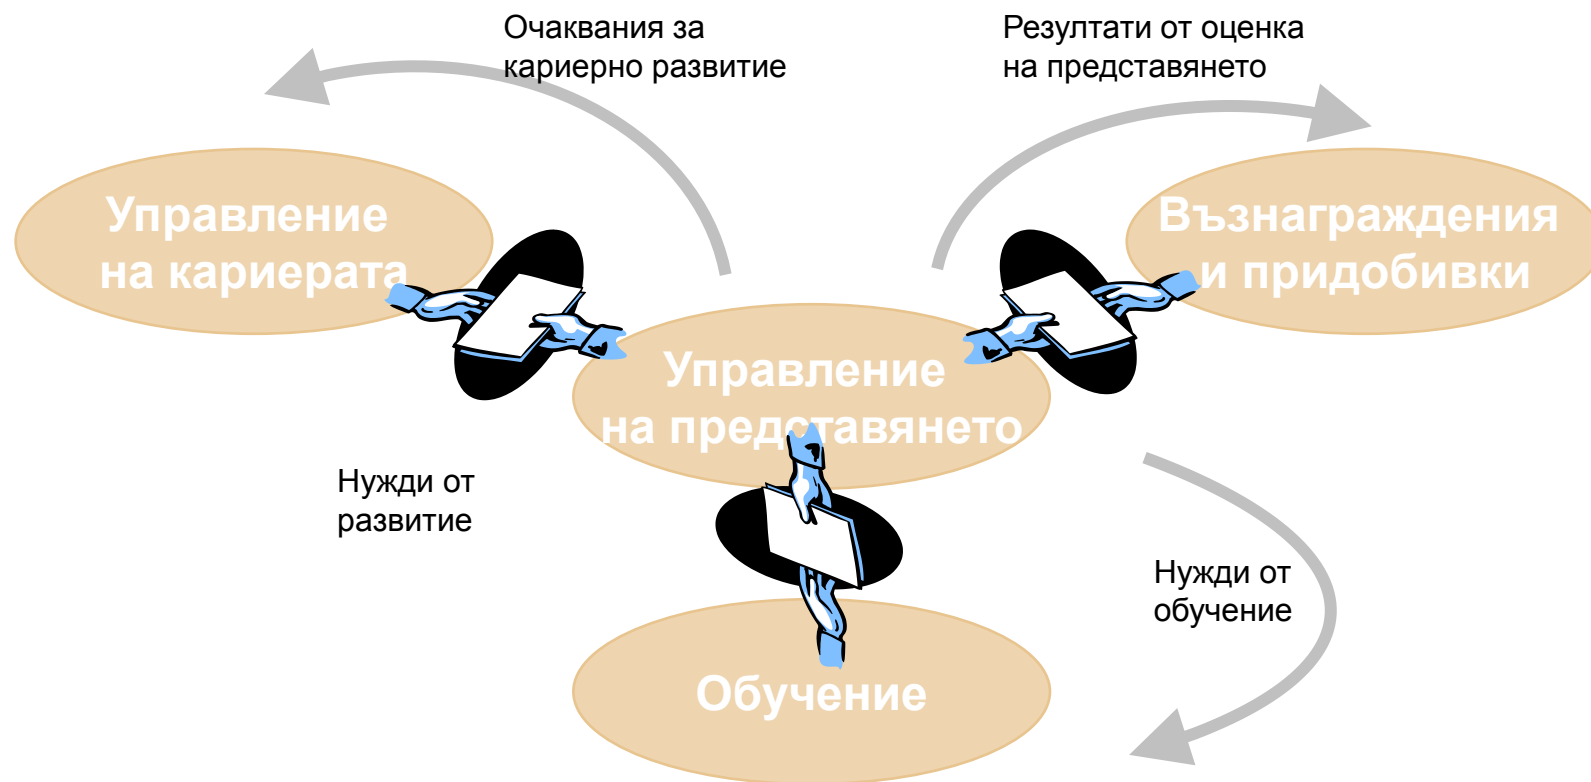 Очаквания за
кариерно развитие
Резултати от оценка
на представянето
Управление
на кариерата
Възнаграждения
и придобивки
Управление
на представянето
Нужди от
развитие
Нужди от
обучение
Обучение